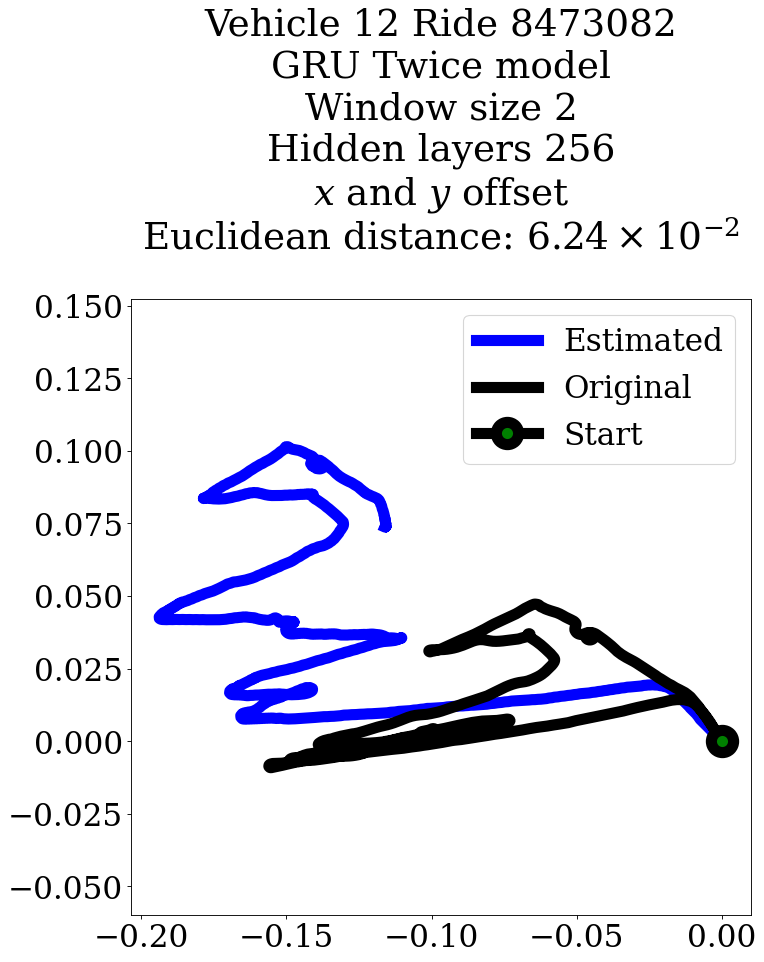 Vehicle 12 Ride 8473082
GRU Twice model
Window size 2
Hidden layers 256
x and y offset
Euclidean distance: 6.24 × 10⁻²
Estimated
Original
Start
0.150
0.125
0.100
0.075
0.050
0.025
0.000
−0.025
−0.050
−0.20 −0.15 −0.10 −0.05 0.00